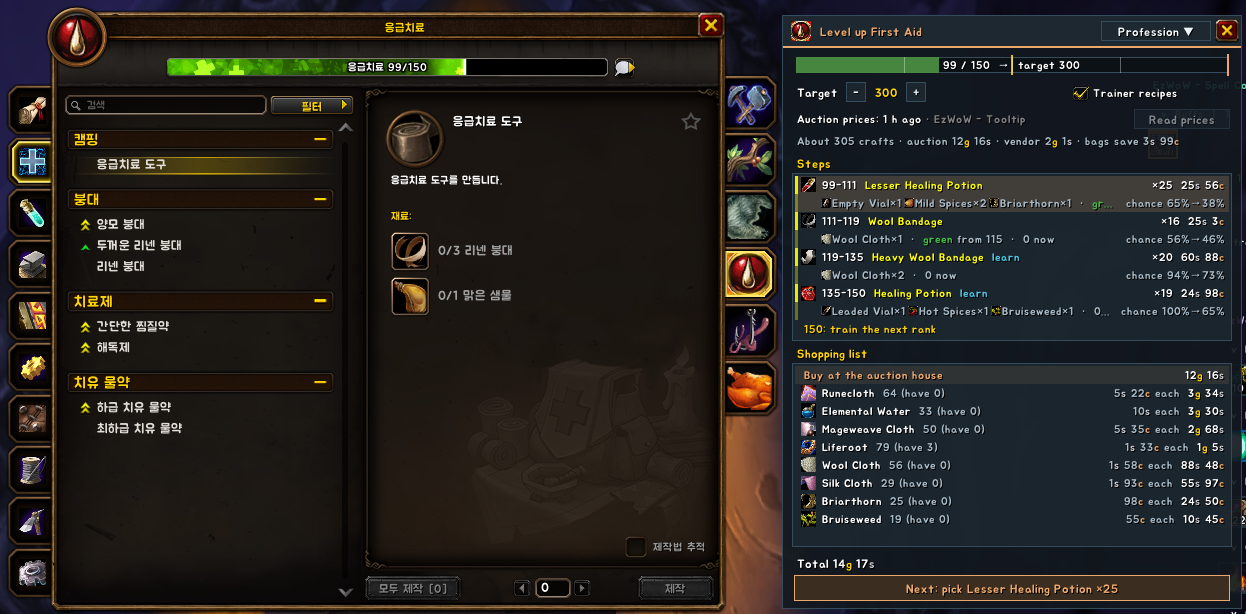 응급치료
응급치료 99/150
검색
필터
캠핑
응급치료 도구
붕대
양모 붕대
두꺼운 리넨 붕대
리넨 붕대
치료제
간단한 찜질약
해독제
치유 물약
하급 치유 물약
최하급 치유 물약
응급치료 도구
응급치료 도구를 만듭니다.
재료:
0/3 리넨 붕대
0/1 맑은 샘물
제작법 추적
모두 제작 [0]
0
제작
Level up First Aid
Profession ▼
99 / 150 → target 300
Target - 300 +
Trainer recipes
Auction prices: 1 h ago · EzWoW - Tooltip
Read prices
About 305 crafts · auction 12g 16s · vendor 2g 1s · bags save 3s 99c
Steps
99-111 Lesser Healing Potion ×25 25s 56c
Empty Vial×1 Mild Spices×2 Briarthorn×1 · gr... chance 65%→38%
111-119 Wool Bandage ×16 25s 3c
Wool Cloth×1 · green from 115 · 0 now chance 56%→46%
119-135 Heavy Wool Bandage learn ×20 60s 88c
Wool Cloth×2 · 0 now chance 94%→73%
135-150 Healing Potion learn ×19 24s 98c
Leaded Vial×1 Hot Spices×1 Bruiseweed×1 · 0... chance 100%→65%
150: train the next rank
Shopping list
Buy at the auction house 12g 16s
Runecloth 64 (have 0) 5s 22c each 3g 34s
Elemental Water 33 (have 0) 10s each 3g 30s
Mageweave Cloth 50 (have 0) 5s 35c each 2g 68s
Liferoot 79 (have 3) 1s 33c each 1g 5s
Wool Cloth 56 (have 0) 1s 58c each 88s 48c
Silk Cloth 29 (have 0) 1s 93c each 55s 97c
Briarthorn 25 (have 0) 98c each 24s 50c
Bruiseweed 19 (have 0) 55c each 10s 45c
Total 14g 17s
Next: pick Lesser Healing Potion ×25